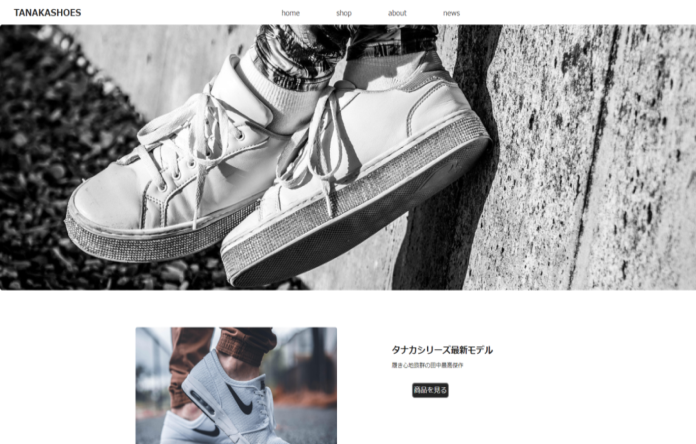 TANAKASHOES
home
shop
about
news
タナカシリーズ最新モデル
履き心地抜群の田中最高傑作
商品を見る